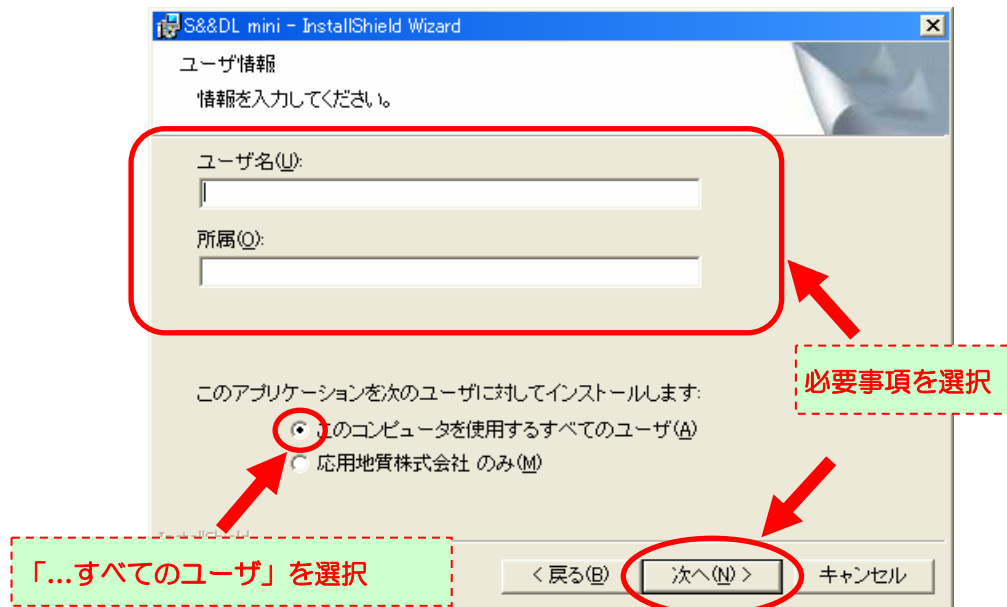 S&&DL mini - InstallShield Wizard
ユーザ情報
情報を入力してください。
ユーザ名(U):
所属(O):
必要事項を選択
このアプリケーションを次のユーザに対してインストールします:
このコンピュータを使用するすべてのユーザ(A)
応用地質株式会社 のみ(M)
InstallShield
「...すべてのユーザ」を選択
< 戻る(B)
次へ(N) >
キャンセル